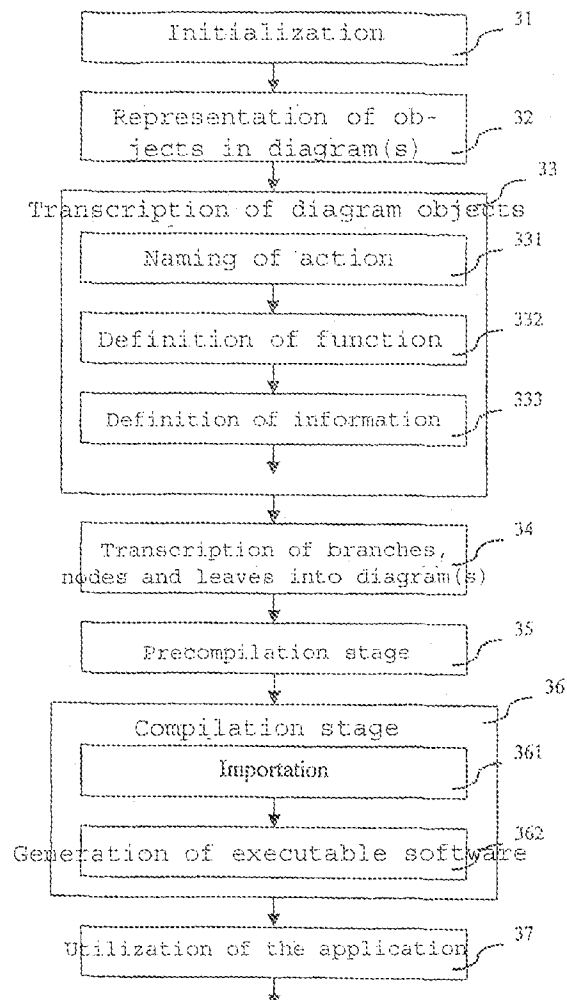 Initialization
31
Representation of ob-
jects in diagram(s)
32
33
Transcription of diagram objects
331
Naming of action
332
Definition of function
333
Definition of information
34
Transcription of branches,
nodes and leaves into diagram(s)
35
Precompilation stage
36
Compilation stage
361
Importation
362
Generation of executable software
37
Utilization of the application